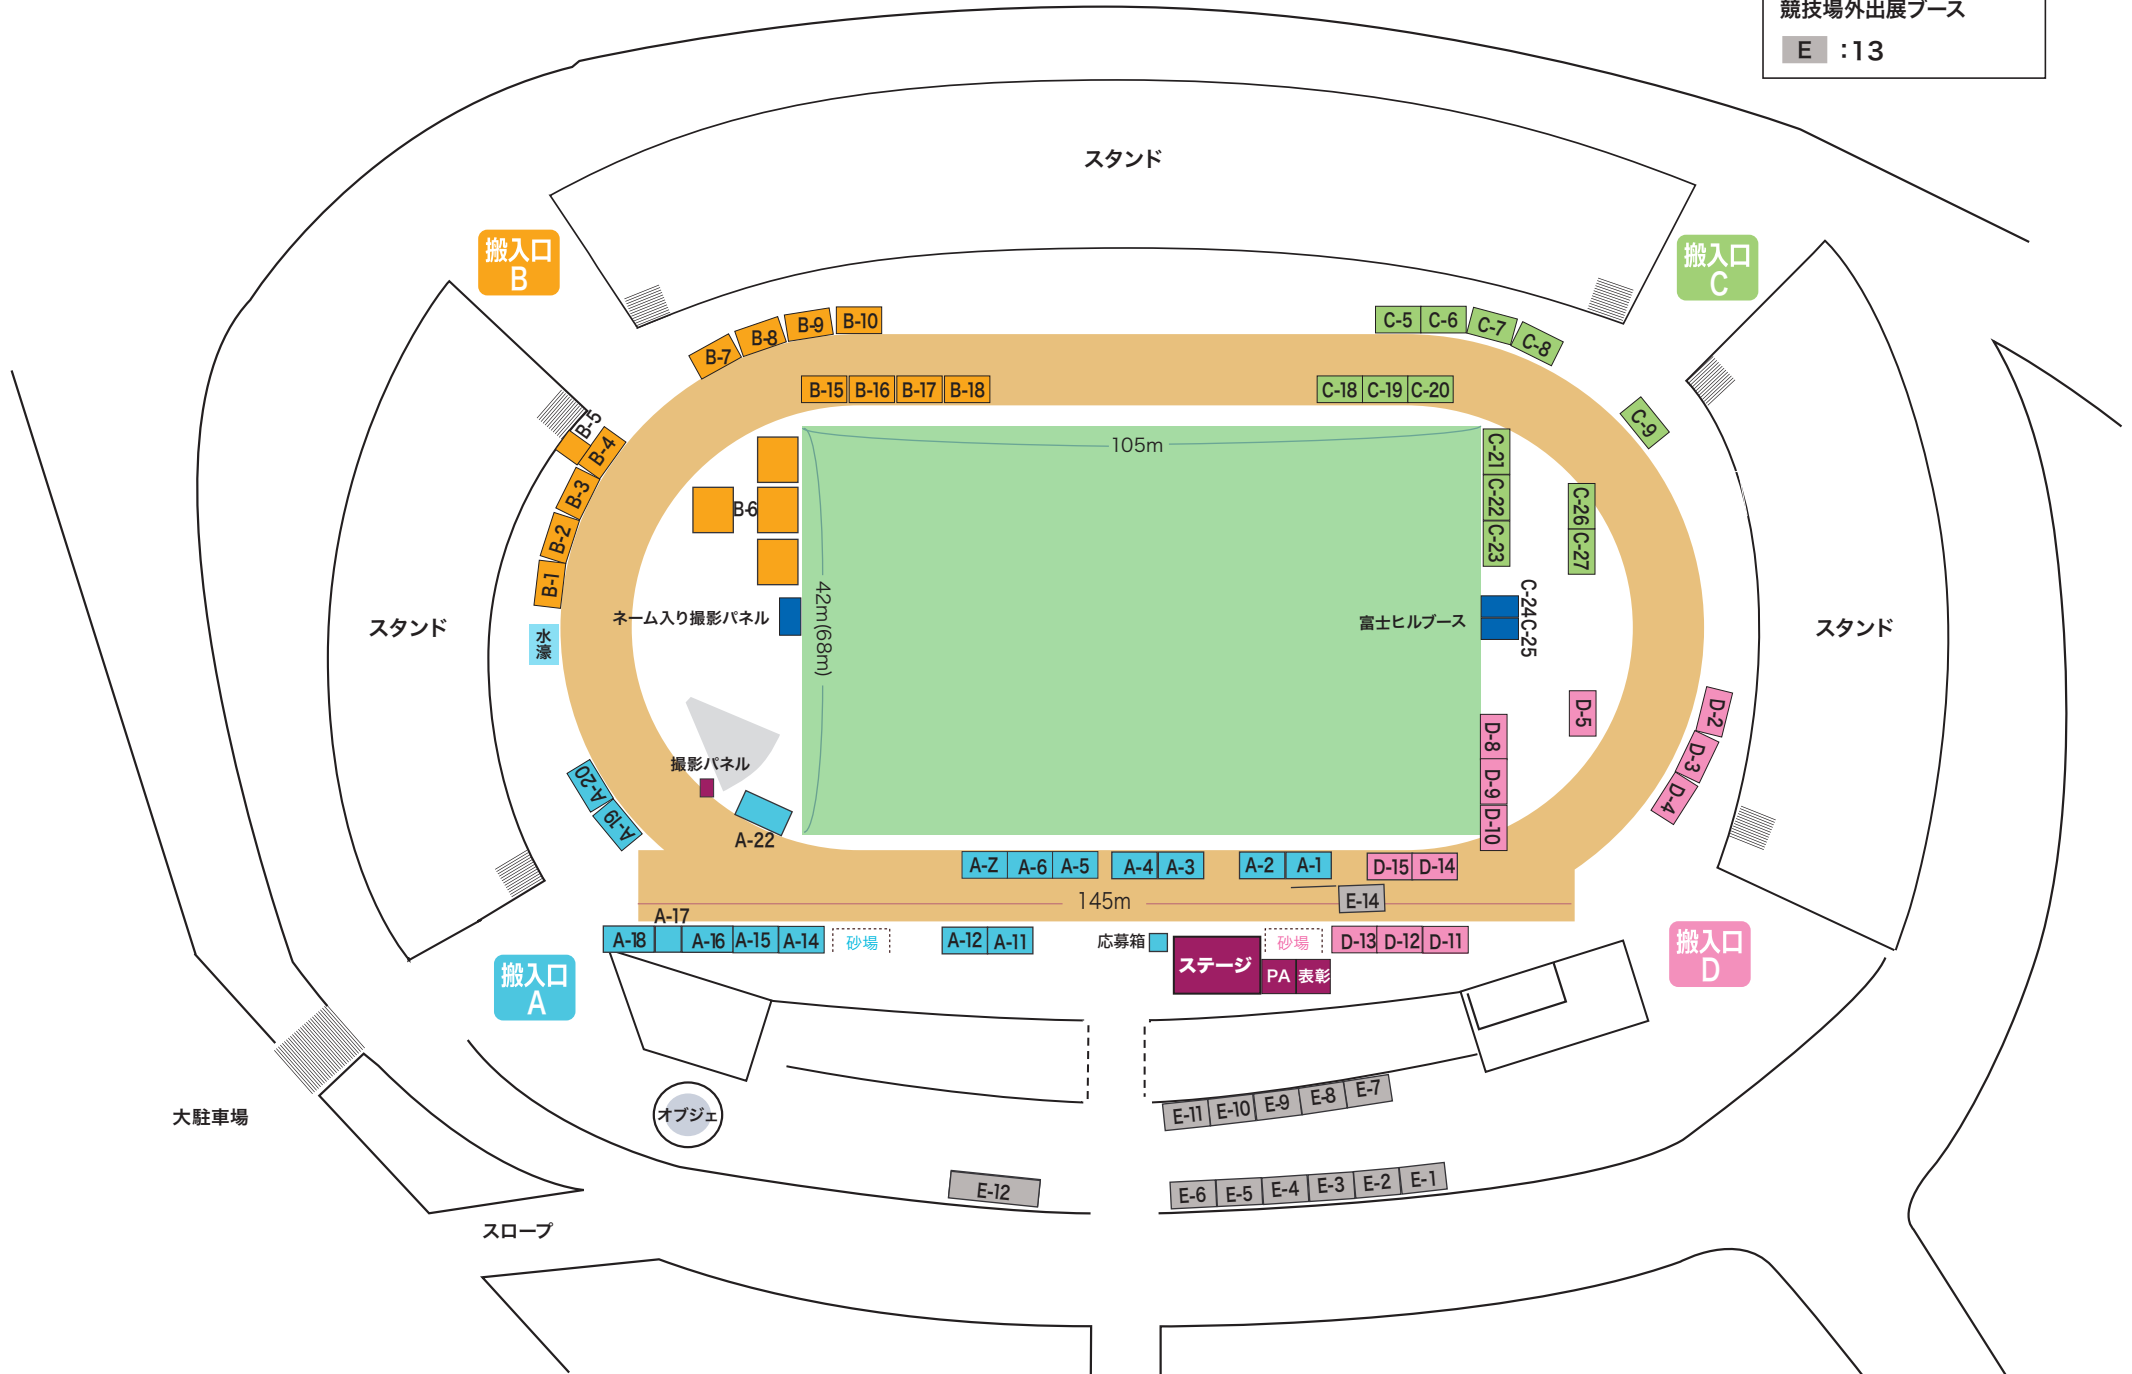 競技場外出展ブース
E :13
スタンド
搬入口
B
搬入口
C
B-7
B-8
B-9
B-10
C-5
C-6
C-7
C-8
B-15
B-16
B-17
B-18
C-18
C-19
C-20
C-9
B-5
B-4
B-3
B-2
B-1
B-6
105m
42m(68m)
C-21
C-22
C-23
C-26
C-27
C-24
C-25
ネーム入り撮影パネル
富士ヒルブース
スタンド
スタンド
水濠
D-5
D-2
D-3
D-4
D-8
D-9
D-10
撮影パネル
A-20
A-19
A-22
A-Z
A-6
A-5
A-4
A-3
A-2
A-1
D-15
D-14
145m
E-14
A-17
A-18
A-16
A-15
A-14
砂場
A-12
A-11
応募箱
ステージ
砂場
PA
表彰
D-13
D-12
D-11
搬入口
A
搬入口
D
オブジェ
大駐車場
E-11
E-10
E-9
E-8
E-7
E-12
E-6
E-5
E-4
E-3
E-2
E-1
スロープ